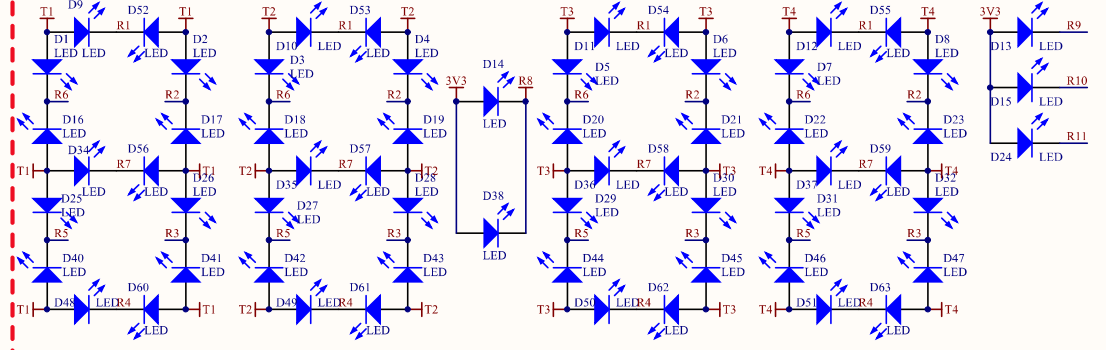 T1 D9 D52 T1 T2 D53 T2 T3 D54 T3 T4 D55 T4 3V3
R1 R1 R1 R1 R9
D1 LED LED D2 LED D10 LED D4 LED D11 LED D6 LED D12 LED D8 LED D13 LED
D3 LED D14 D5 LED D7 LED
3V3 R8 R10
R6 R2 R6 R2 R6 R2 R6 R2 D15 LED
D16 LED D17 LED D18 LED LED D19 LED D20 LED D21 LED D22 LED D23 LED R11
D34 D56 D57 D58 D59 D24 LED
T1 R7 T1 T2 R7 T2 T3 R7 T3 T4 R7 T4
LED LED D26 D35 LED LED D28 D36 LED LED D30 D37 LED LED D32
D25 LED LED D27 LED LED D38 D29 LED LED D31 LED LED
R5 R3 R5 R3 R5 R3 R5 R3
LED
D40 LED D41 LED D42 LED D43 LED D44 LED D45 LED D46 LED D47 LED
D60 D61 D62 D63
T1 D48 LED R4 T1 T2 D49 LED R4 T2 T3 D50 LED R4 T3 T4 D51 LED R4 T4
LED LED LED LED